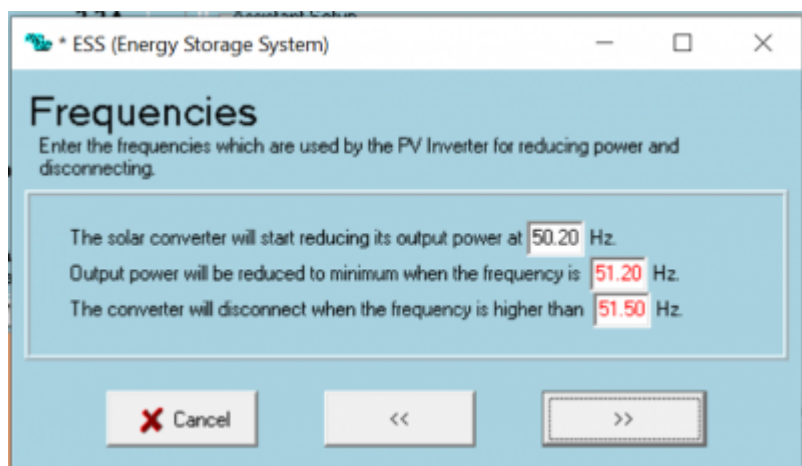 Assistant Setup
* ESS (Energy Storage System)
Frequencies
Enter the frequencies which are used by the PV Inverter for reducing power and
disconnecting.
The solar converter will start reducing its output power at 50.20 Hz.
Output power will be reduced to minimum when the frequency is 51.20 Hz.
The converter will disconnect when the frequency is higher than 51.50 Hz.
Cancel << >>